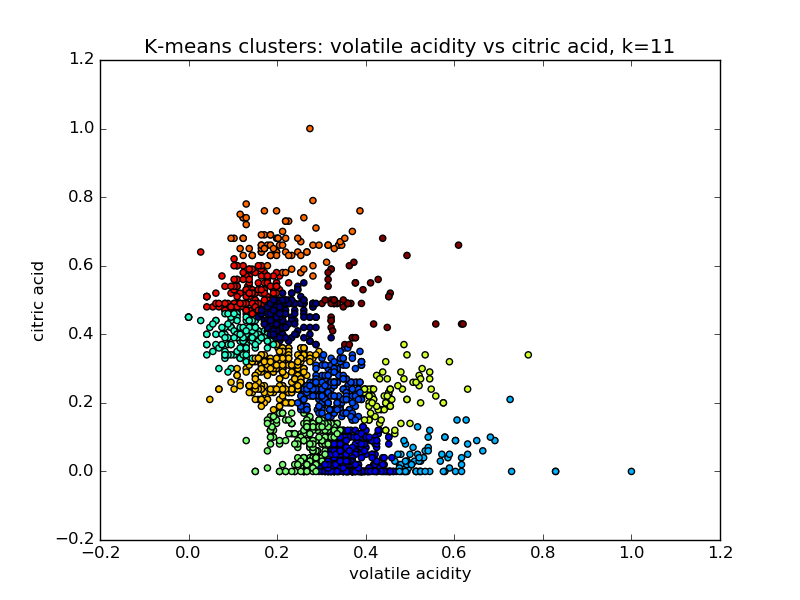 K-means clusters: volatile acidity vs citric acid, k=11
1.2
1.0
0.8
0.6
0.4
0.2
0.0
−0.2
citric acid
−0.2 0.0 0.2 0.4 0.6 0.8 1.0 1.2
volatile acidity